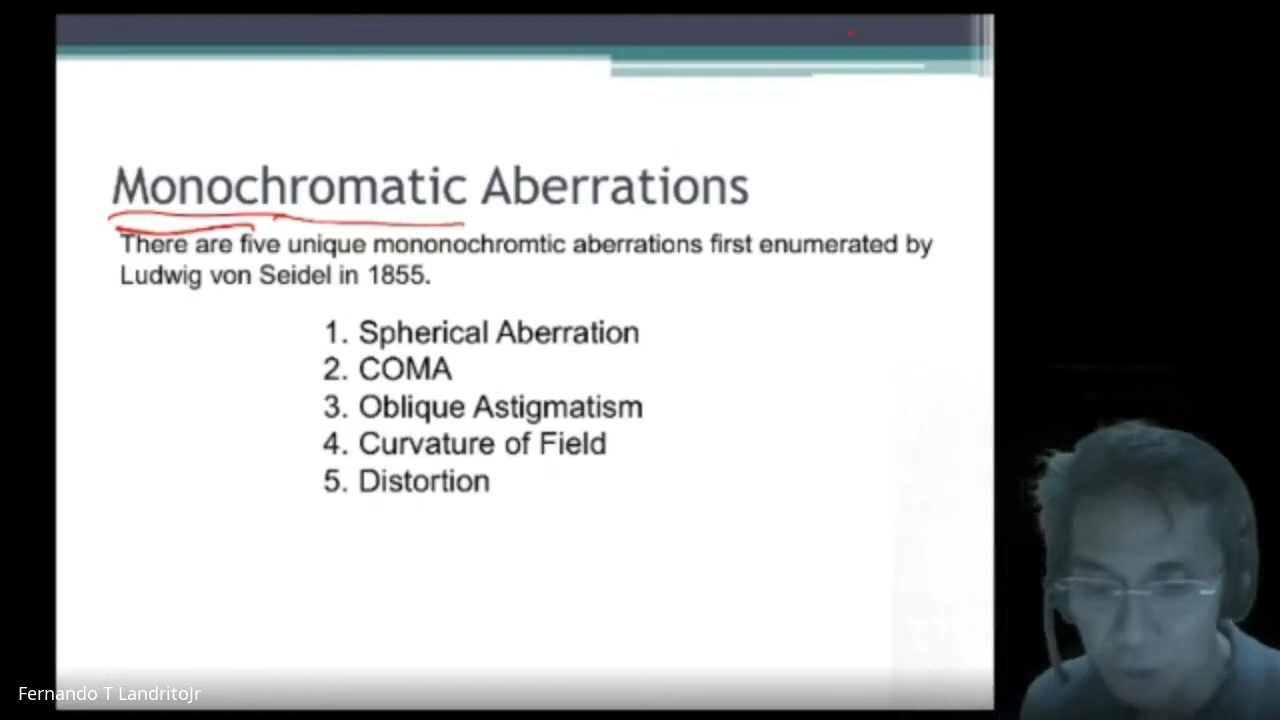 Monochromatic Aberrations
There are five unique mononochromtic aberrations first enumerated by
Ludwig von Seidel in 1855.
1. Spherical Aberration
2. COMA
3. Oblique Astigmatism
4. Curvature of Field
5. Distortion
Fernando T LandritoJr